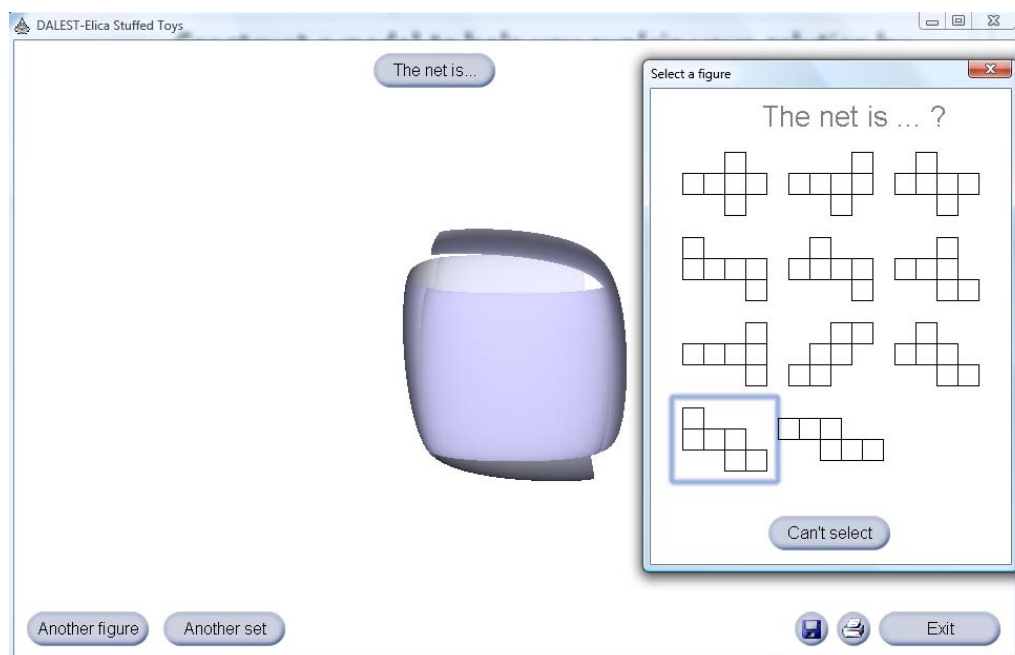 DALEST-Elica Stuffed Toys
The net is...
Select a figure
The net is ... ?
Can't select
Another figure
Another set
Exit